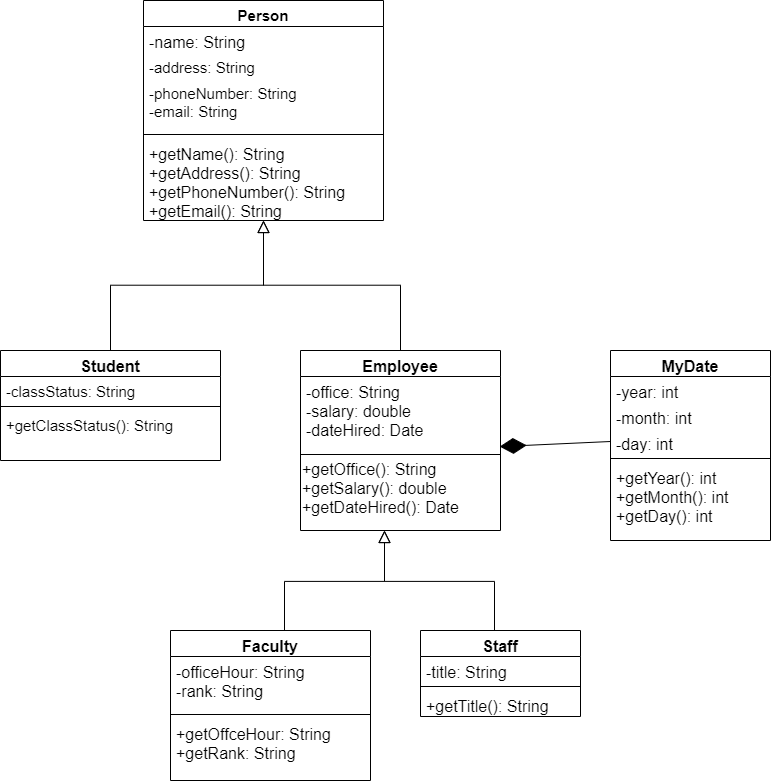 Person
-name: String
-address: String
-phoneNumber: String
-email: String
+getName(): String
+getAddress(): String
+getPhoneNumber(): String
+getEmail(): String
Student
-classStatus: String
+getClassStatus(): String
Employee
-office: String
-salary: double
-dateHired: Date
+getOffice(): String
+getSalary(): double
+getDateHired(): Date
MyDate
-year: int
-month: int
-day: int
+getYear(): int
+getMonth(): int
+getDay(): int
Faculty
-officeHour: String
-rank: String
+getOffceHour: String
+getRank: String
Staff
-title: String
+getTitle(): String